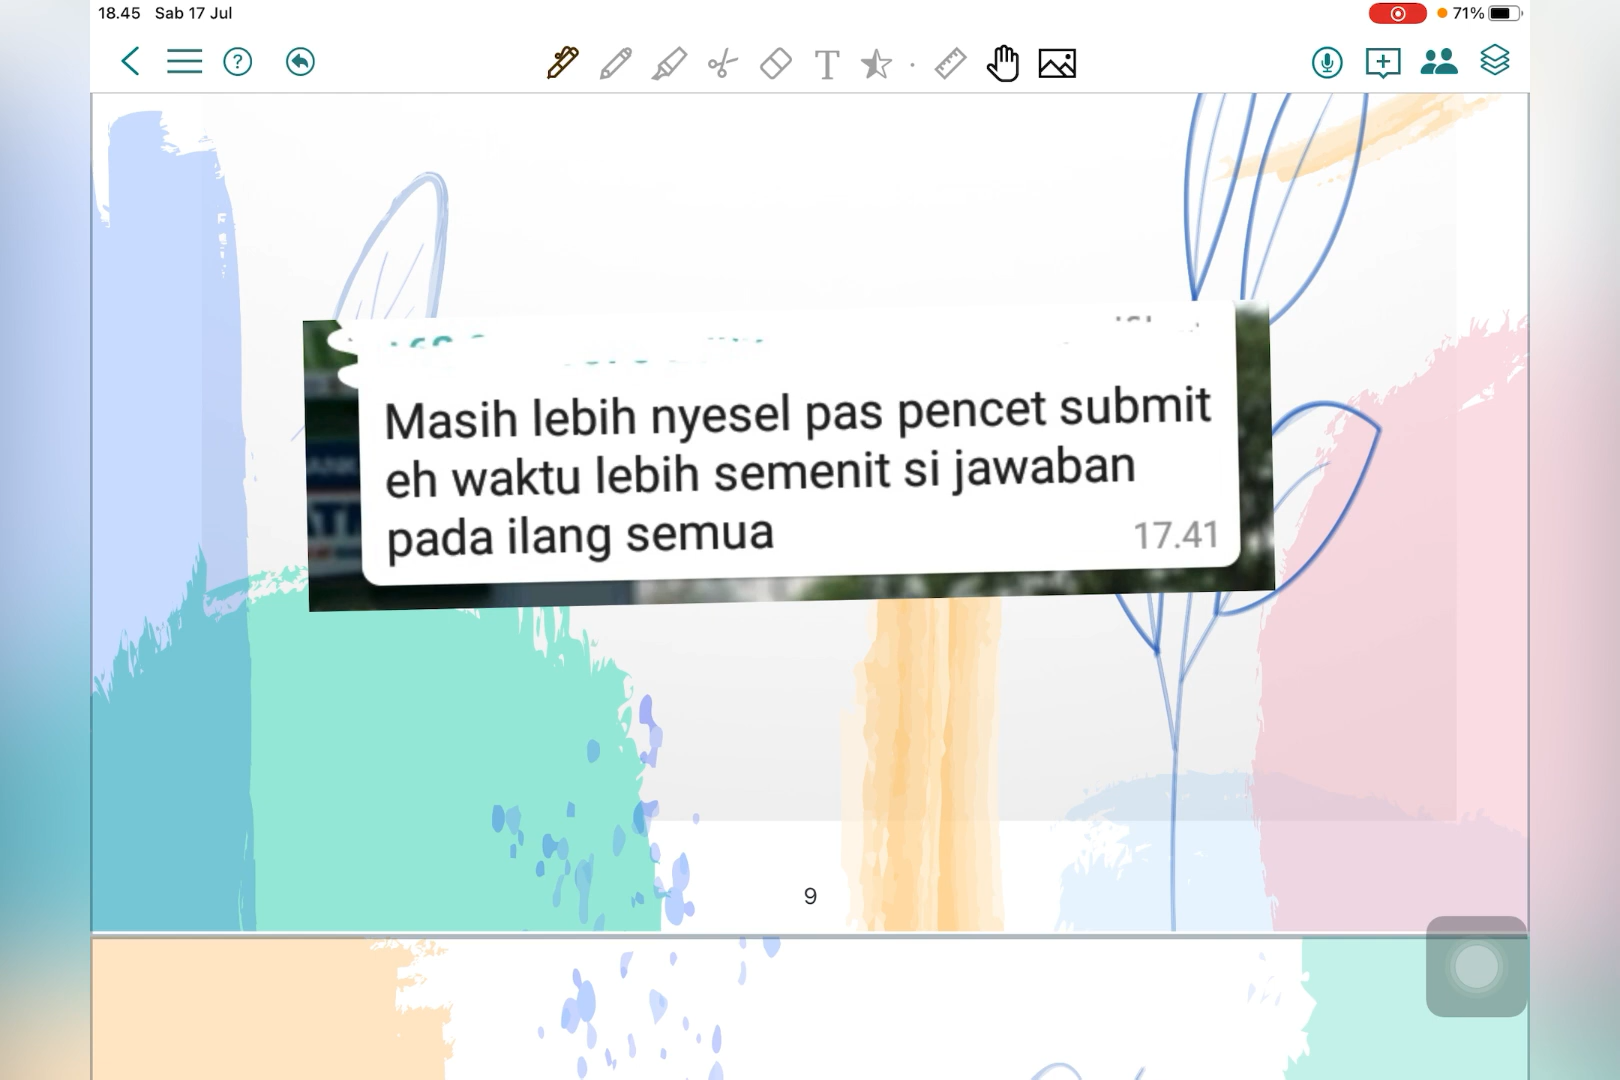 18.45 Sab 17 Jul
71%
T
Masih lebih nyesel pas pencet submit
eh waktu lebih semenit si jawaban
pada ilang semua
17.41
9